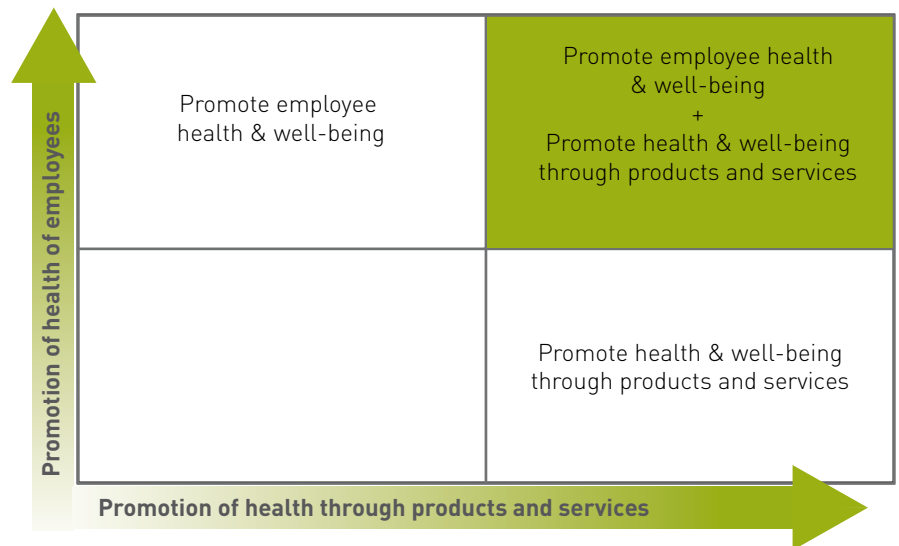 Promotion of health of employees
Promote employee
health & well-being
Promote employee health
& well-being
+
Promote health & well-being
through products and services
Promote health & well-being
through products and services
Promotion of health through products and services